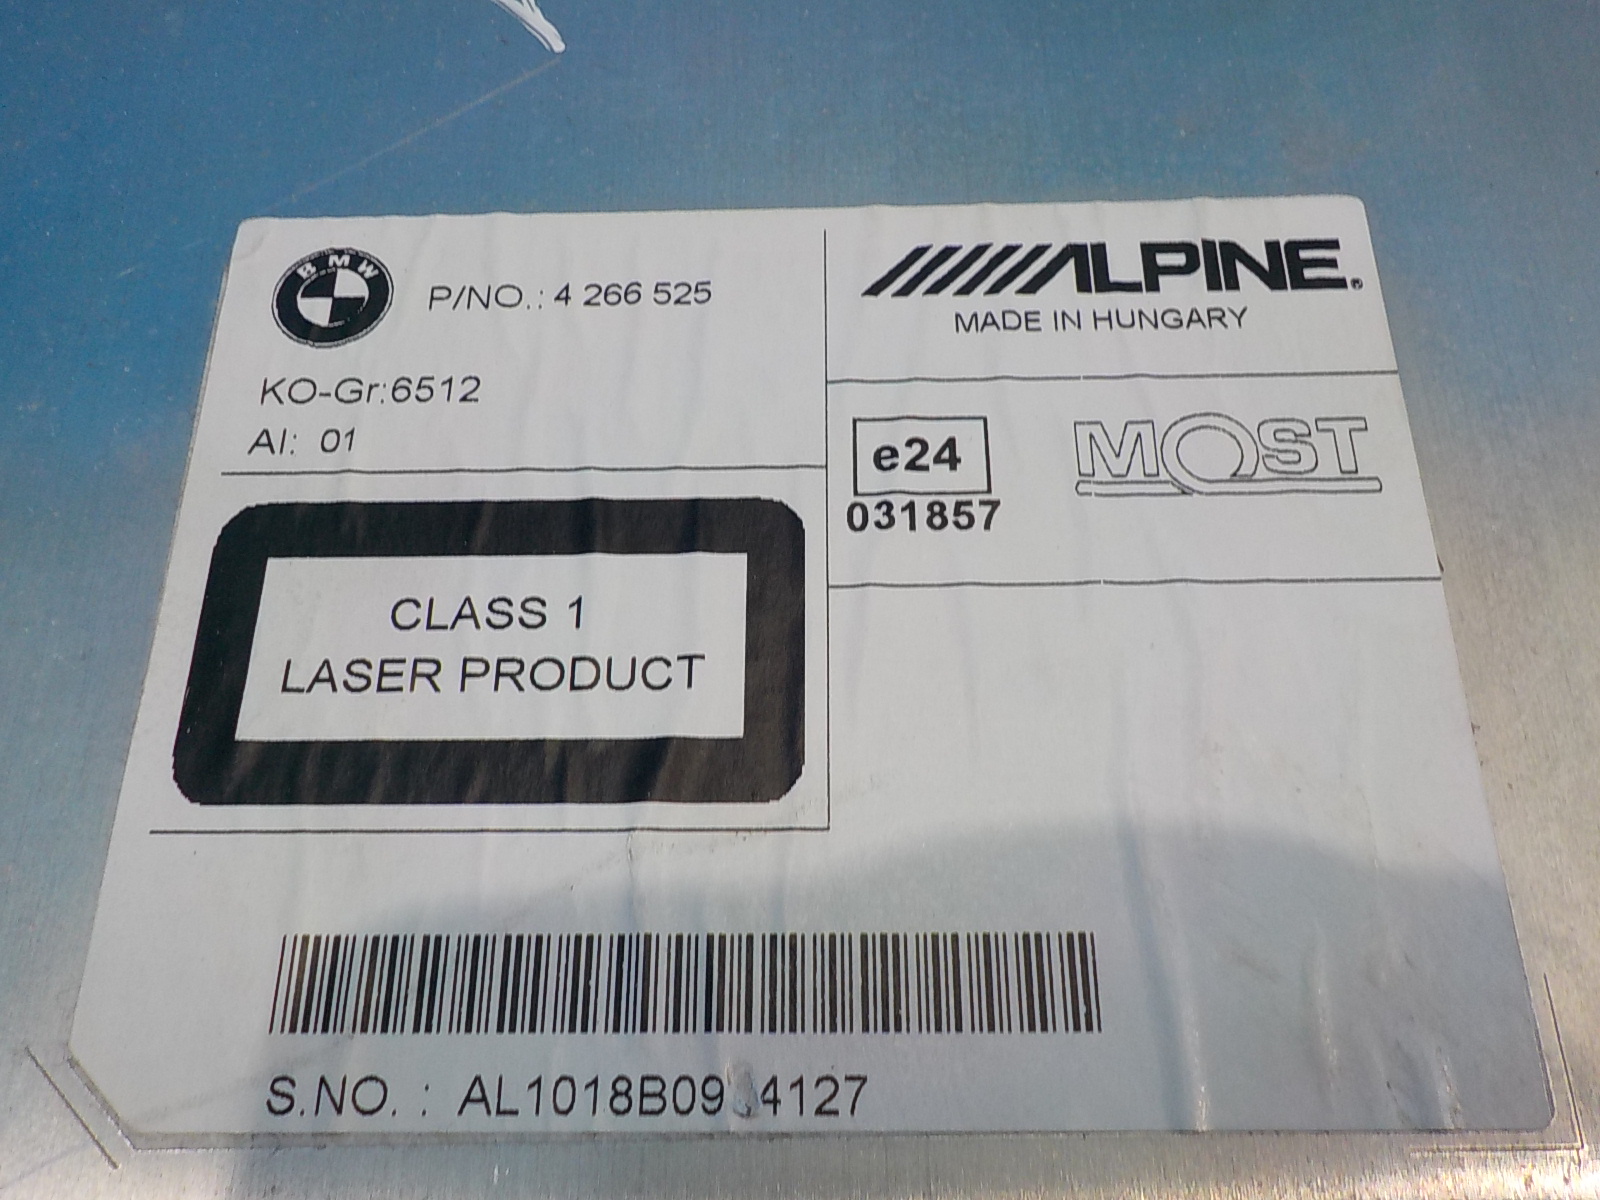 BMW
P/NO.: 4 266 525
KO-Gr:6512
AI: 01
ALPINE®
MADE IN HUNGARY
e24
031857
MOST
CLASS 1
LASER PRODUCT
S.NO. :